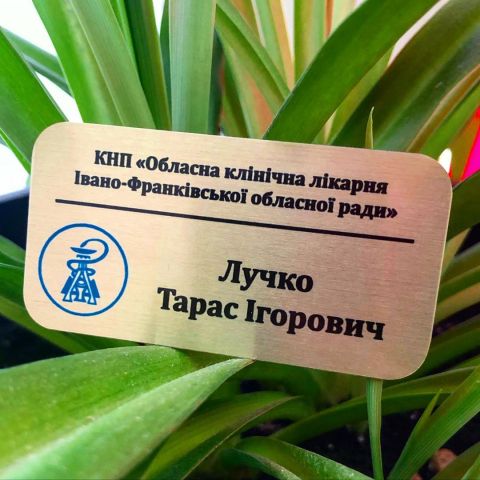 КНП «Обласна клінічна лікарня
Івано-Франківської обласної ради»
Лучко
Тарас Ігорович